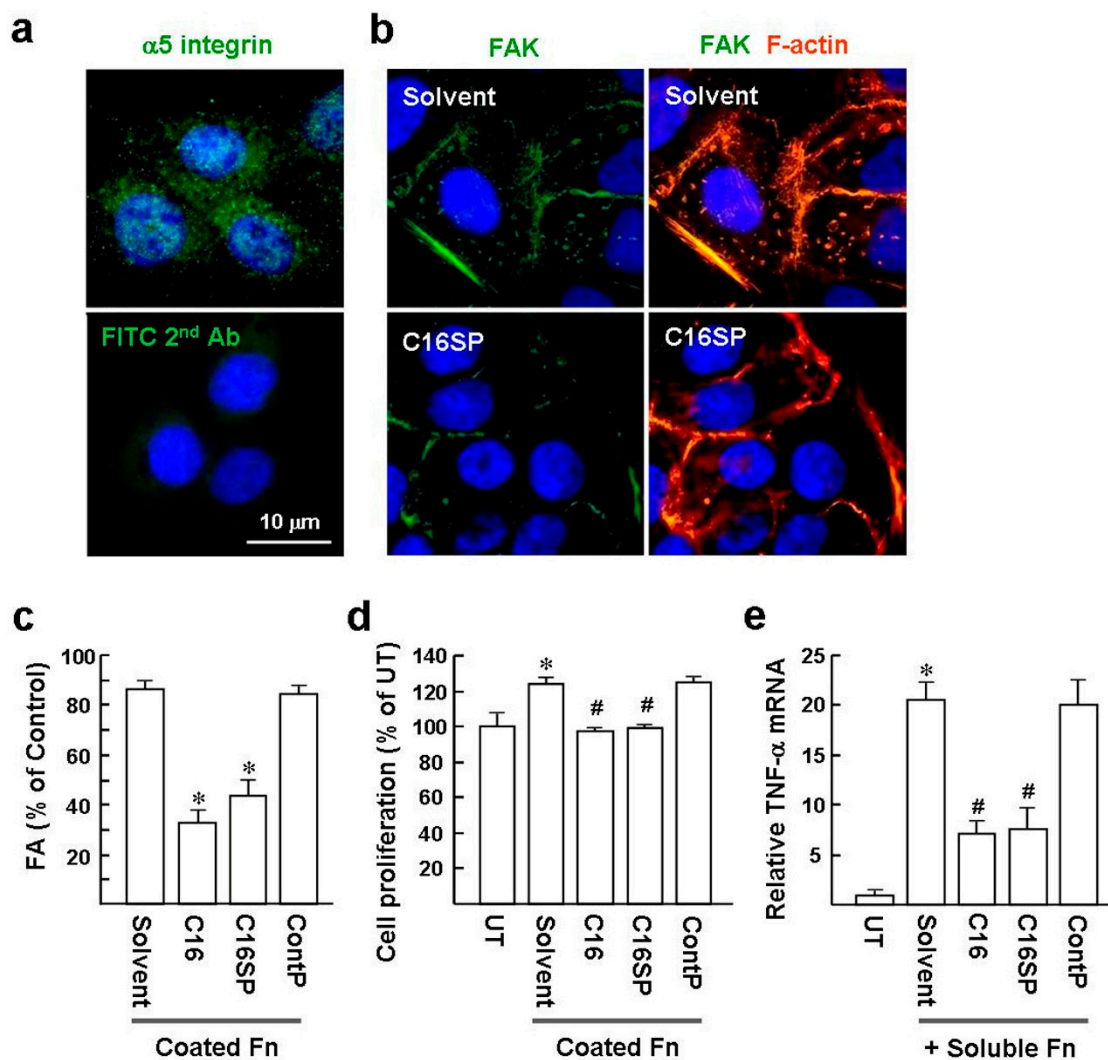 a
α5 integrin
FITC 2nd Ab
10 µm
b
FAK
FAK F-actin
Solvent
Solvent
C16SP
C16SP
c
FA (% of Control)
100
80
60
40
20
*
*
Solvent
C16
C16SP
ContP
Coated Fn
d
Cell proliferation (% of UT)
140
120
100
80
60
40
20
*
#
#
UT
Solvent
C16
C16SP
ContP
Coated Fn
e
Relative TNF-α mRNA
25
20
15
10
5
*
#
#
UT
Solvent
C16
C16SP
ContP
+ Soluble Fn